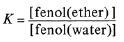 K = [fenol(ether)] / [fenol(water)]